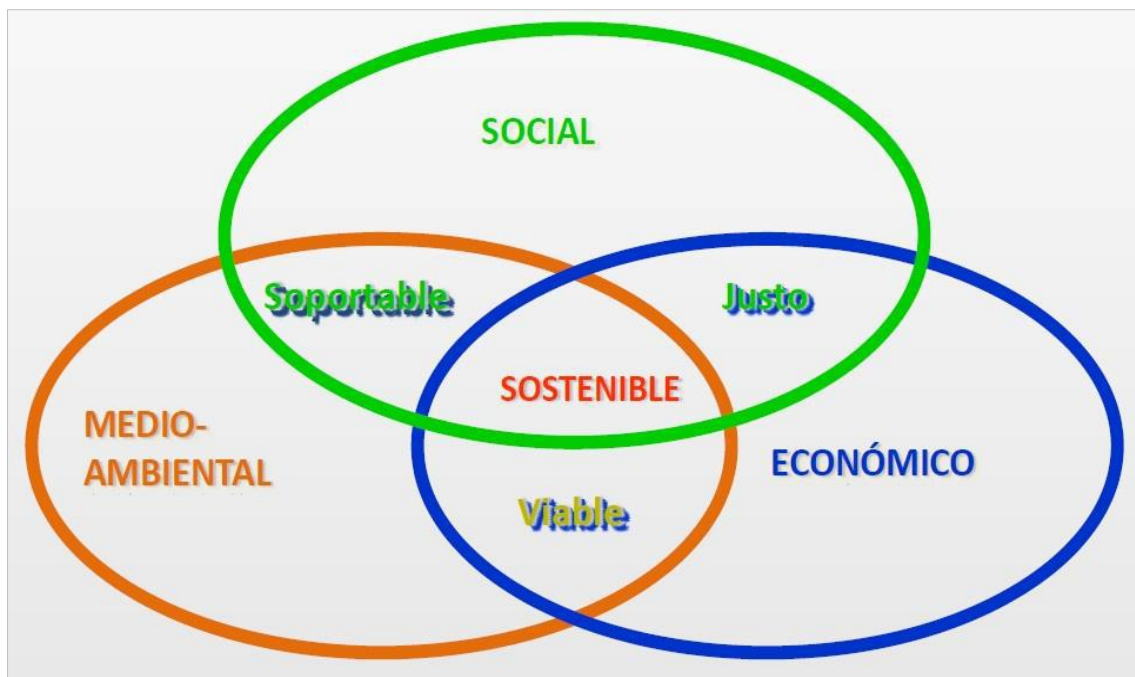 SOCIAL
Soportable
Justo
SOSTENIBLE
MEDIO-
AMBIENTAL
ECONÓMICO
Viable